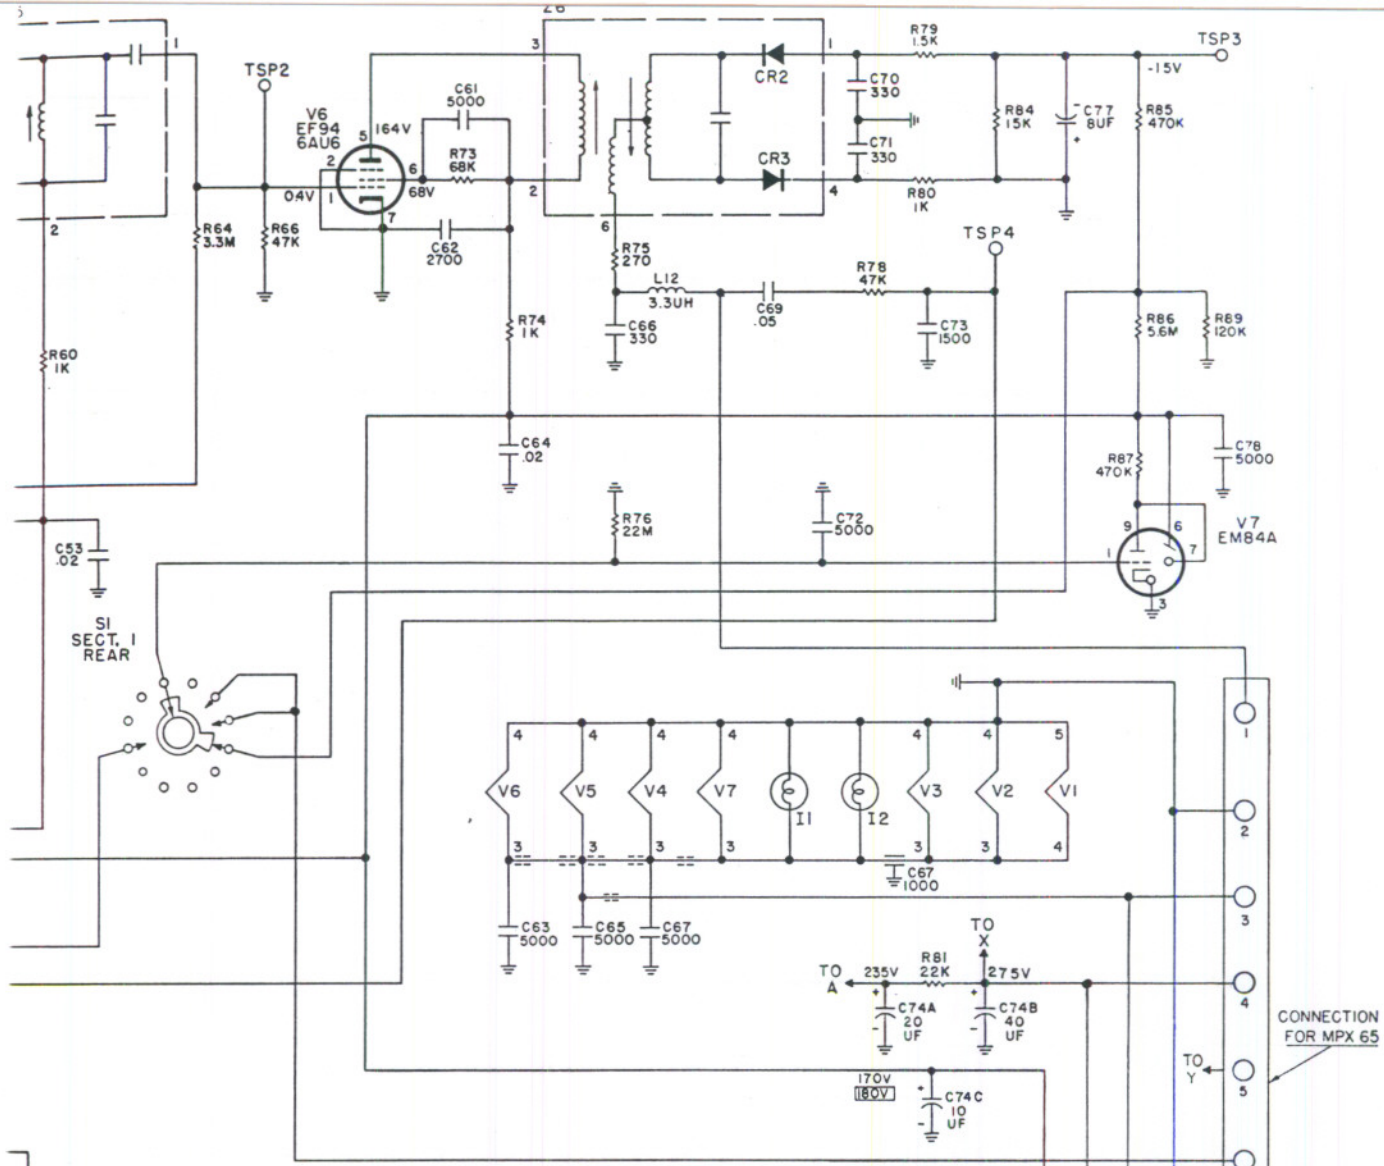 26
1
TSP2
V6
EF94
6AU6
164V
5
2
1
6
7
0.4V
68V
C61
5000
R73
68K
C62
2700
3
2
6
CR2
CR3
1
4
C70
330
C71
330
R79
1.5K
R80
1K
R84
15K
C77
8UF
-
+
-15V
TSP3
R85
470K
2
R64
3.3M
R66
47K
R74
1K
R75
270
L12
3.3UH
C66
330
C69
.05
R78
47K
C73
1500
TSP4
R86
5.6M
R89
120K
R60
1K
C64
.02
R87
470K
C78
5000
C53
.02
R76
22M
C72
5000
1
9
6
7
3
V7
EM84A
S1
SECT. 1
REAR
4
4
4
4
4
4
5
V6
V5
V4
V7
I1
I2
V3
V2
V1
3
3
3
3
3
3
4
C67
1000
C63
5000
C65
5000
C67
5000
1
2
3
4
5
TO
A
235V
R81
22K
TO
X
275V
+
C74A
20
UF
-
+
C74B
40
UF
-
CONNECTION
FOR MPX 65
TO
Y
170V
180V
+
C74C
10
UF
-